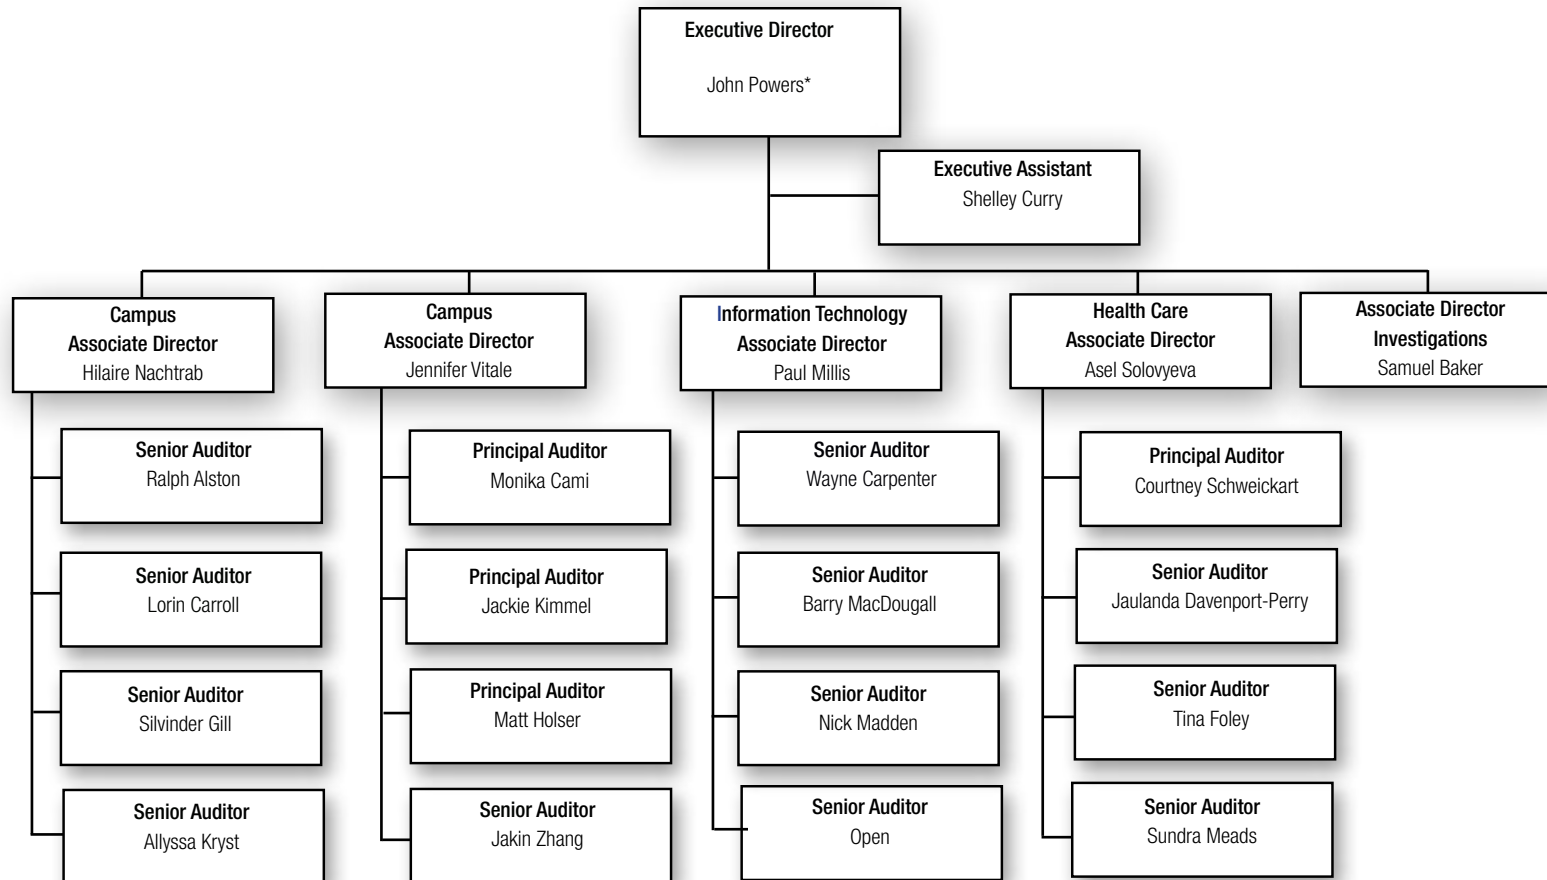 Executive Director
John Powers*
Executive Assistant
Shelley Curry
Campus
Associate Director
Hilaire Nachtrab
Campus
Associate Director
Jennifer Vitale
Information Technology
Associate Director
Paul Millis
Health Care
Associate Director
Asel Solovyeva
Associate Director
Investigations
Samuel Baker
Senior Auditor
Ralph Alston
Senior Auditor
Lorin Carroll
Senior Auditor
Silvinder Gill
Senior Auditor
Allyssa Kryst
Principal Auditor
Monika Cami
Principal Auditor
Jackie Kimmel
Principal Auditor
Matt Holser
Senior Auditor
Jakin Zhang
Senior Auditor
Wayne Carpenter
Senior Auditor
Barry MacDougall
Senior Auditor
Nick Madden
Senior Auditor
Open
Principal Auditor
Courtney Schweickart
Senior Auditor
Jaulanda Davenport-Perry
Senior Auditor
Tina Foley
Senior Auditor
Sundra Meads